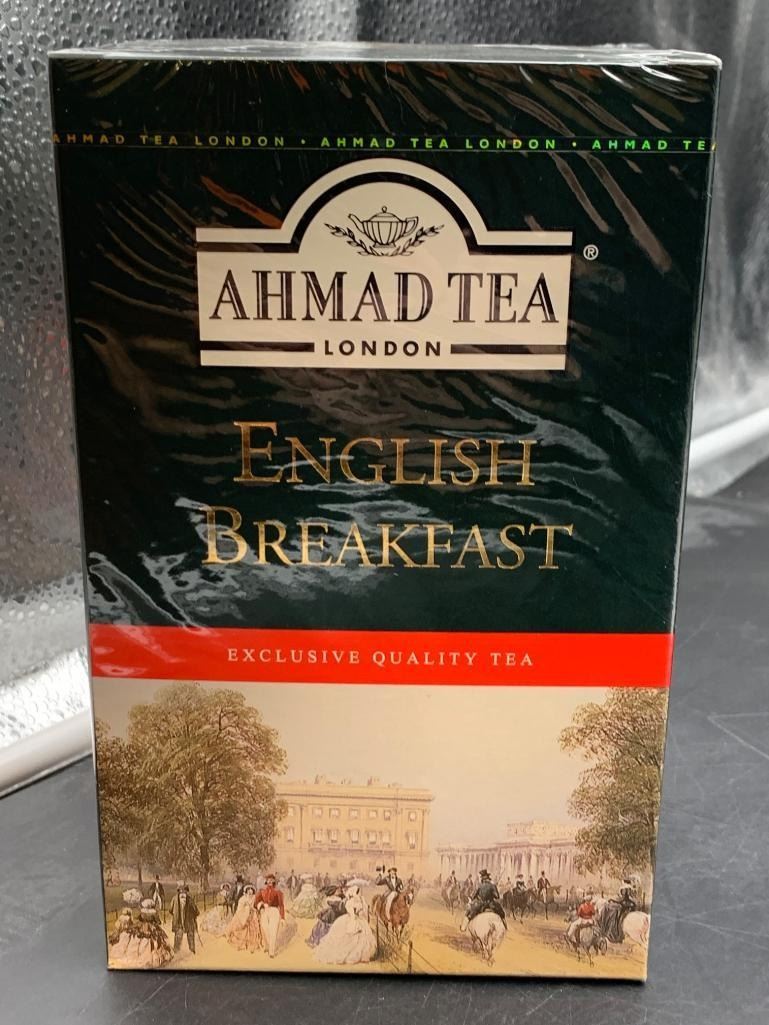 AHMAD TEA LONDON • AHMAD TEA LONDON • AHMAD TE
AHMAD TEA ®
LONDON
ENGLISH
BREAKFAST
EXCLUSIVE QUALITY TEA